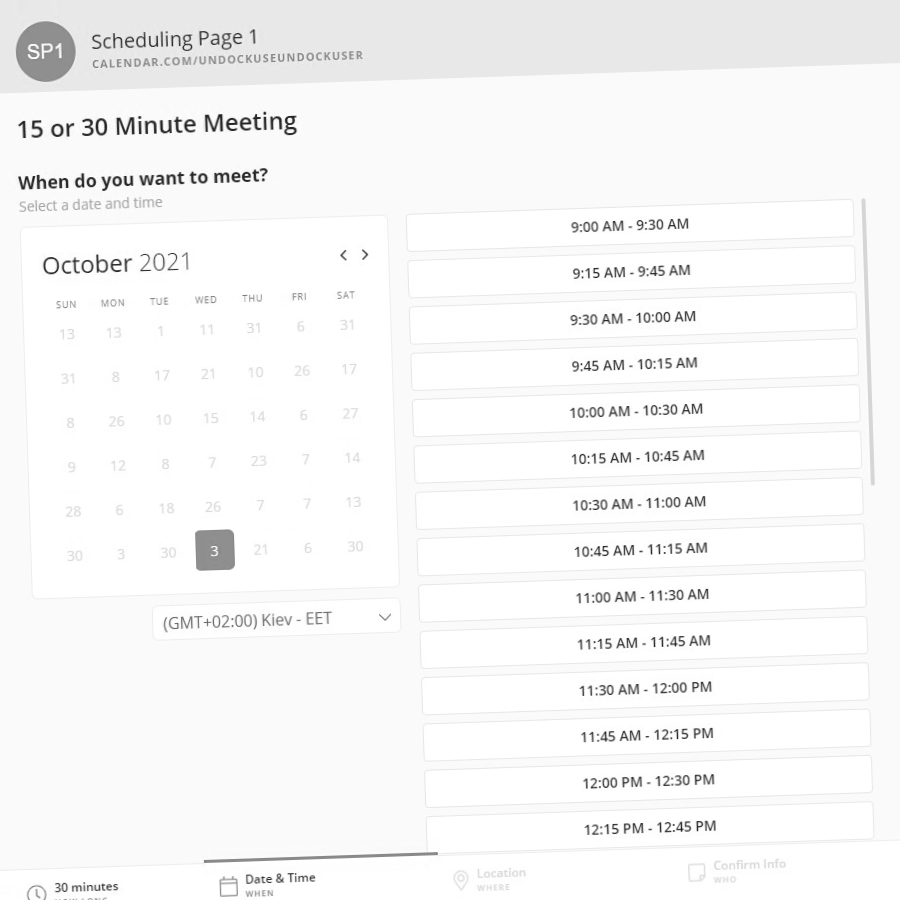 SP1
Scheduling Page 1
CALENDAR.COM/UNDOCKUSEUNDOCKUSER
15 or 30 Minute Meeting
When do you want to meet?
Select a date and time
October 2021
SUN MON TUE WED THU FRI SAT
13 13 1 11 31 6 31
31 8 17 21 10 26 17
8 26 10 15 14 6 27
9 12 8 7 23 7 14
28 6 18 26 7 7 13
30 3 30 3 21 6 30
(GMT+02:00) Kiev - EET
9:00 AM - 9:30 AM
9:15 AM - 9:45 AM
9:30 AM - 10:00 AM
9:45 AM - 10:15 AM
10:00 AM - 10:30 AM
10:15 AM - 10:45 AM
10:30 AM - 11:00 AM
10:45 AM - 11:15 AM
11:00 AM - 11:30 AM
11:15 AM - 11:45 AM
11:30 AM - 12:00 PM
11:45 AM - 12:15 PM
12:00 PM - 12:30 PM
12:15 PM - 12:45 PM
30 minutes
Date & Time
WHEN
Location
WHERE
Confirm Info
WHO